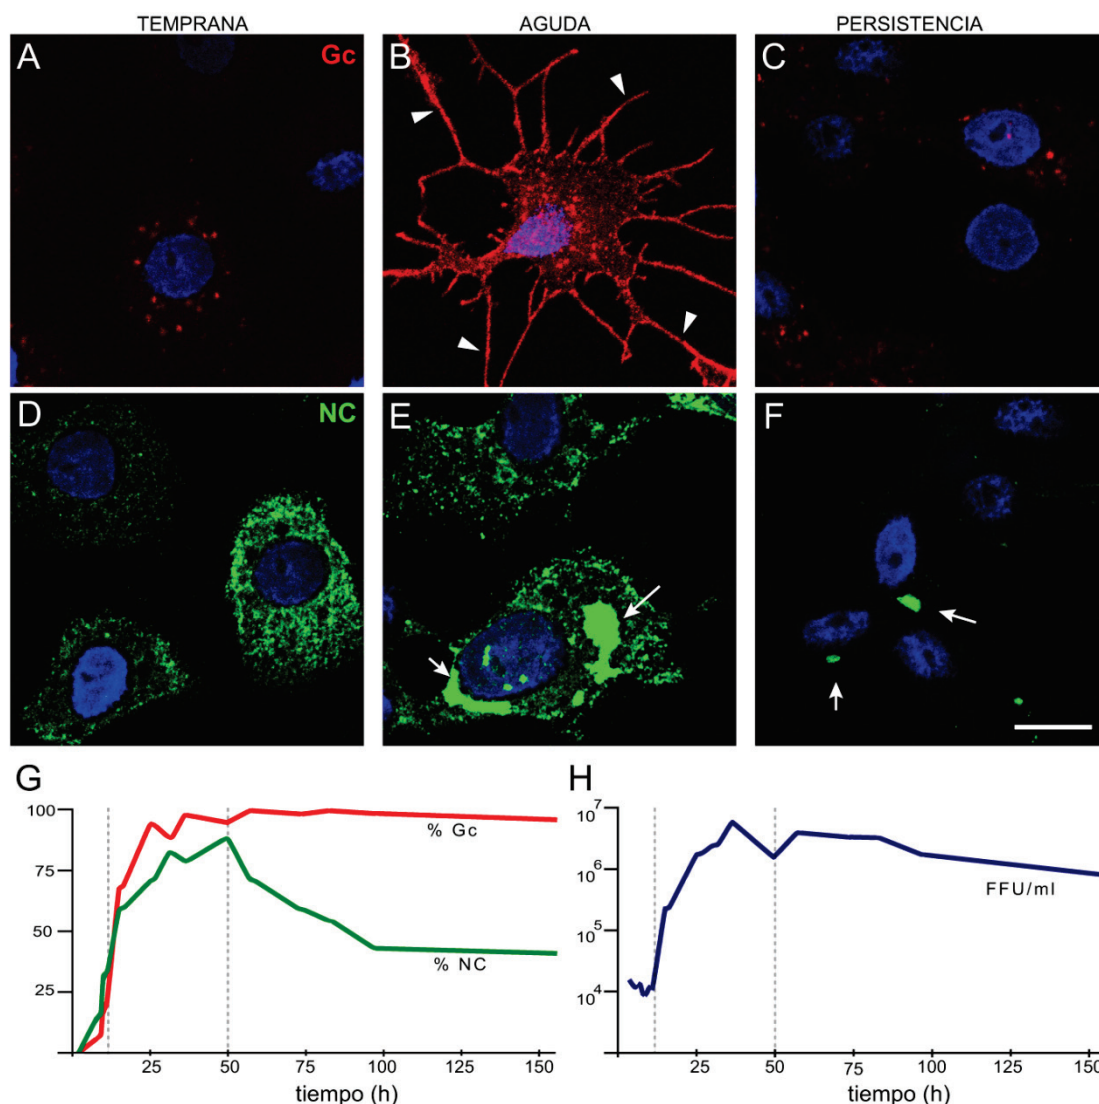 TEMPRANA AGUDA PERSISTENCIA
A Gc B C
D NC E F
G H
100
75
50
25
% Gc
% NC
25 50 75 100 125 150
tiempo (h)
10⁷
10⁶
10⁵
10⁴
FFU/ml
25 50 75 100 125 150
tiempo (h)